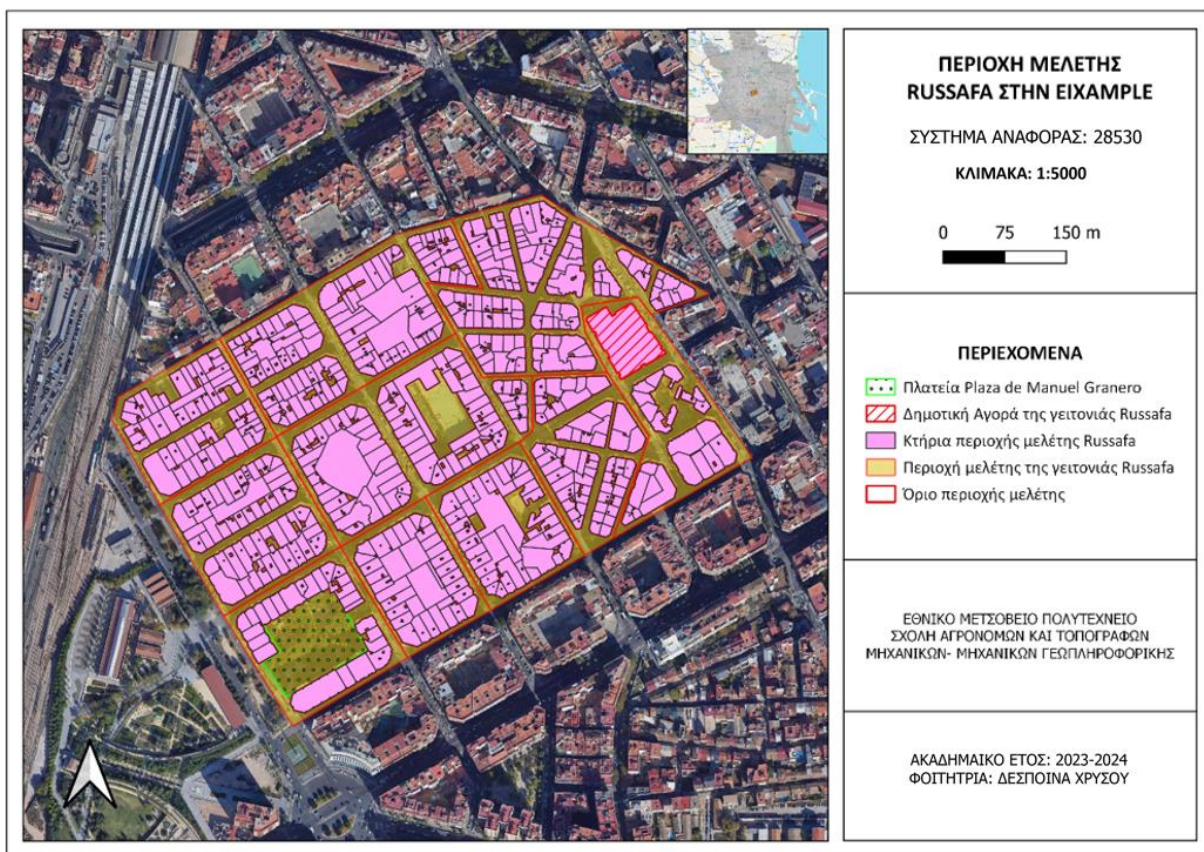 ΠΕΡΙΟΧΗ ΜΕΛΕΤΗΣ
RUSSAFA ΣΤΗΝ EIXAMPLE
ΣΥΣΤΗΜΑ ΑΝΑΦΟΡΑΣ: 28530
ΚΛΙΜΑΚΑ: 1:5000
0 75 150 m
ΠΕΡΙΕΧΟΜΕΝΑ
Πλατεία Plaza de Manuel Granero
Δημοτική Αγορά της γειτονιάς Russafa
Κτήρια περιοχής μελέτης Russafa
Περιοχή μελέτης της γειτονιάς Russafa
Όριο περιοχής μελέτης
ΕΘΝΙΚΟ ΜΕΤΣΟΒΕΙΟ ΠΟΛΥΤΕΧΝΕΙΟ
ΣΧΟΛΗ ΑΓΡΟΝΟΜΩΝ ΚΑΙ ΤΟΠΟΓΡΑΦΩΝ
ΜΗΧΑΝΙΚΩΝ- ΜΗΧΑΝΙΚΩΝ ΓΕΩΠΛΗΡΟΦΟΡΙΚΗΣ
ΑΚΑΔΗΜΑΙΚΟ ΕΤΟΣ: 2023-2024
ΦΟΙΤΗΤΡΙΑ: ΔΕΣΠΟΙΝΑ ΧΡΥΣΟΥ